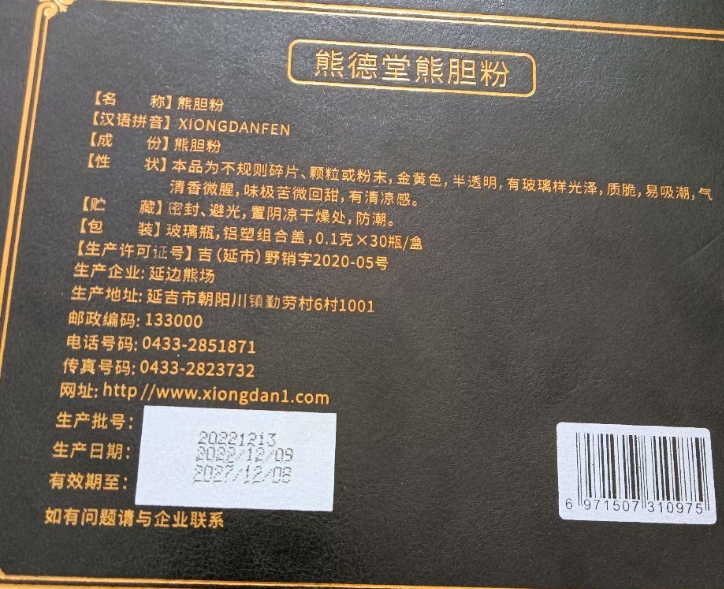 熊德堂熊胆粉
【名　　称】熊胆粉
【汉语拼音】XIONGDANFEN
【成　　份】熊胆粉
【性　　状】本品为不规则碎片、颗粒或粉末，金黄色，半透明，有玻璃样光泽，质脆，易吸潮，气
清香微腥，味极苦微回甜，有清凉感。
【贮　　藏】密封、避光，置阴凉干燥处，防潮。
【包　　装】玻璃瓶，铝塑组合盖，0.1克×30瓶/盒
【生产许可证号】吉（延市）野销字2020-05号
生产企业：延边熊场
生产地址：延吉市朝阳川镇勤劳村6村1001
邮政编码：133000
电话号码：0433-2851871
传真号码：0433-2823732
网址：http//www.xiongdan1.com
生产批号：20221213
生产日期：2022/12/09
有效期至：2027/12/08
如有问题请与企业联系
6 971507 310975